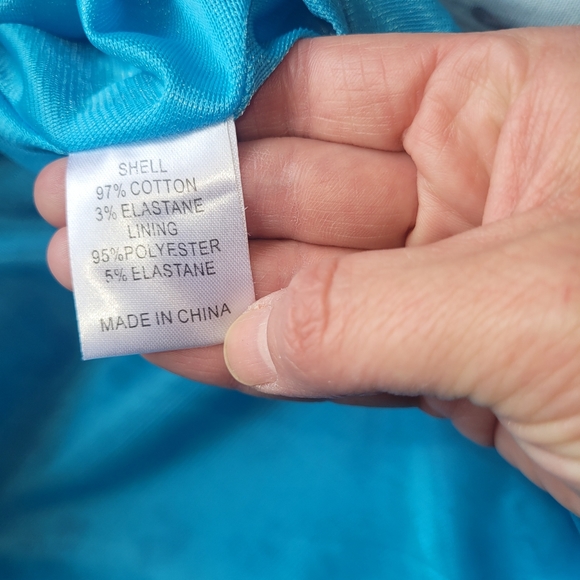 SHELL
97% COTTON
3% ELASTANE
LINING
95%POLYESTER
5% ELASTANE
MADE IN CHINA